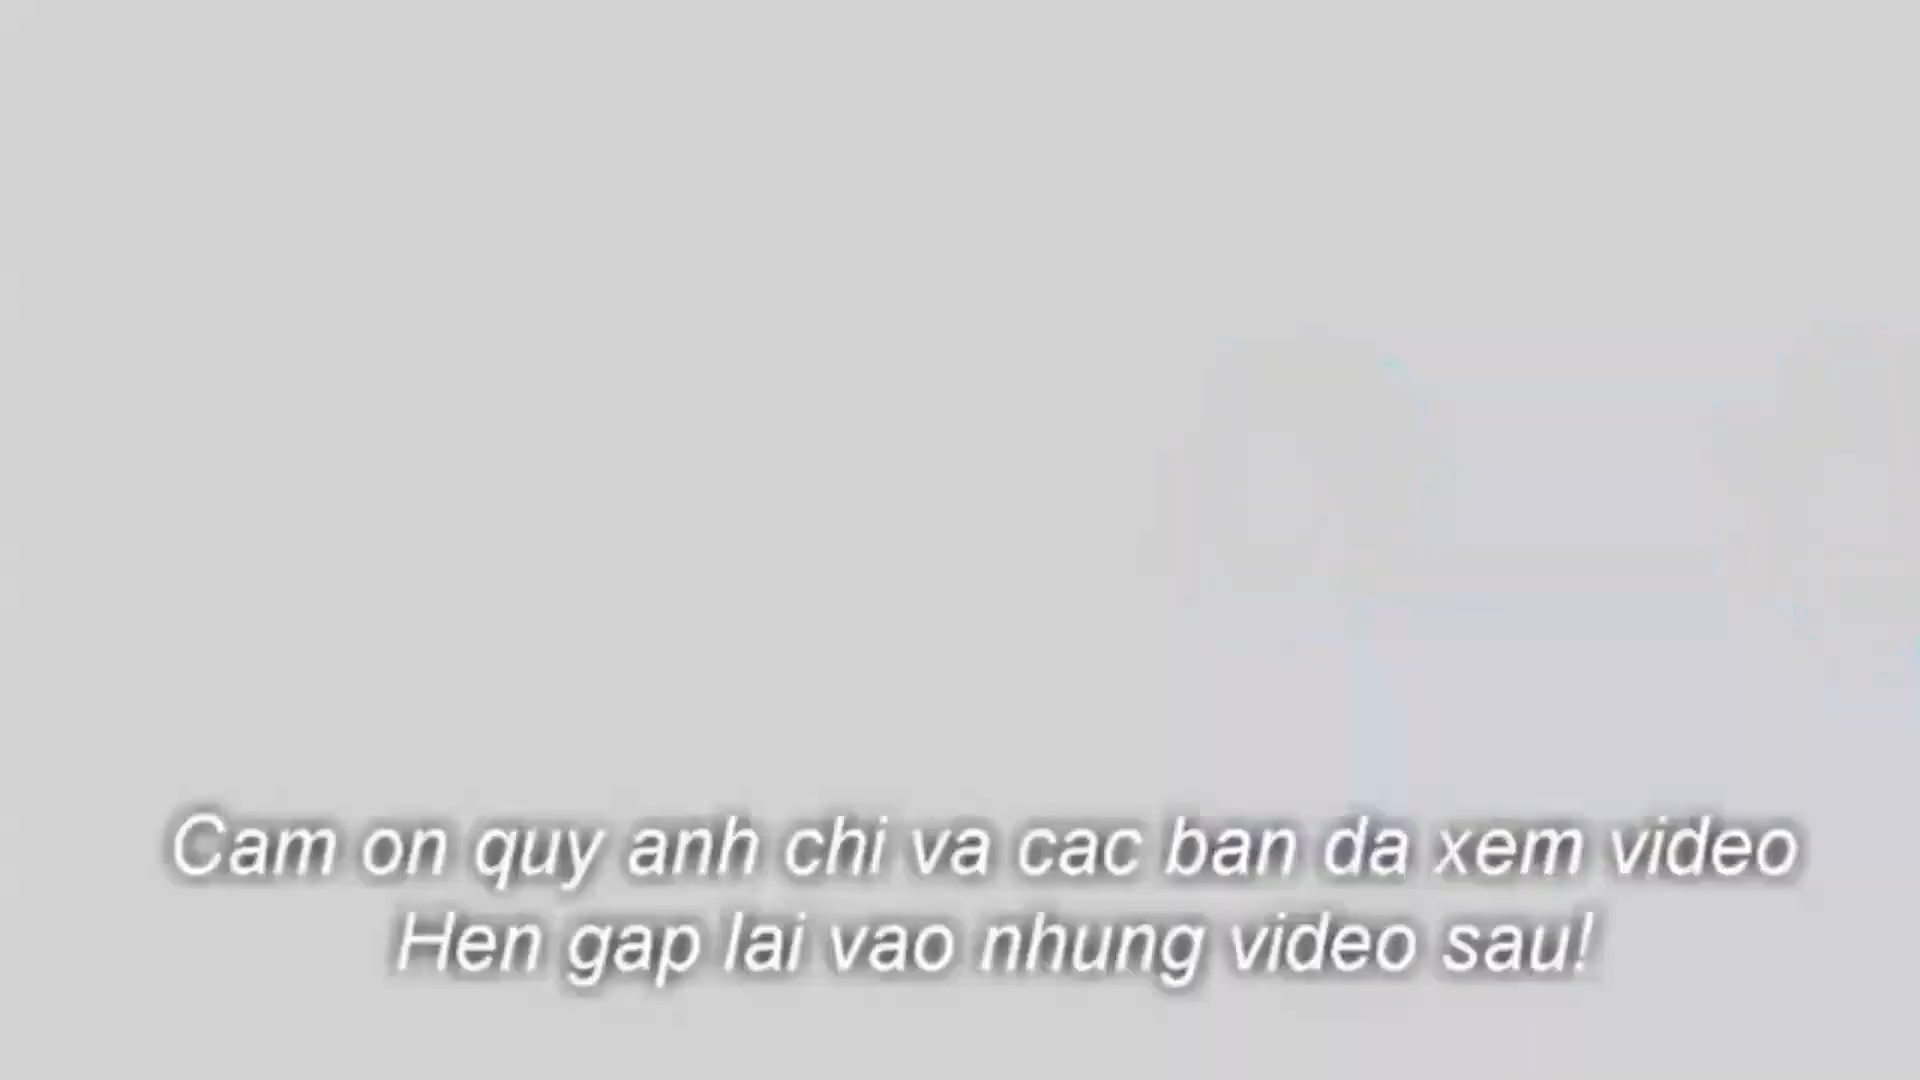 Cam on quy anh chi va cac ban da xem video
Hen gap lai vao nhung video sau!